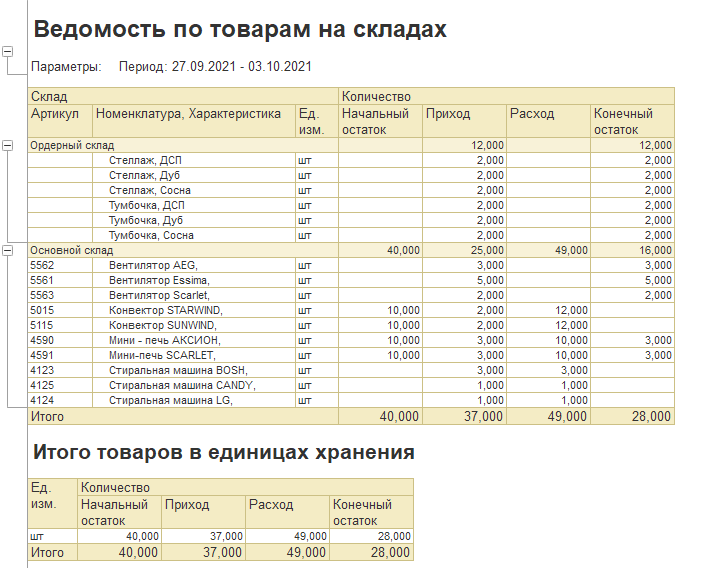 Ведомость по товарам на складах
Параметры: Период: 27.09.2021 - 03.10.2021
Склад Количество
Артикул Номенклатура, Характеристика Ед. изм. Начальный остаток Приход Расход Конечный остаток
Ордерный склад 12,000 12,000
Стеллаж, ДСП шт 2,000 2,000
Стеллаж, Дуб шт 2,000 2,000
Стеллаж, Сосна шт 2,000 2,000
Тумбочка, ДСП шт 2,000 2,000
Тумбочка, Дуб шт 2,000 2,000
Тумбочка, Сосна шт 2,000 2,000
Основной склад 40,000 25,000 49,000 16,000
5562 Вентилятор AEG, шт 3,000 3,000
5561 Вентилятор Essima, шт 5,000 5,000
5563 Вентилятор Scarlet, шт 2,000 2,000
5015 Конвектор STARWIND, шт 10,000 2,000 12,000
5115 Конвектор SUNWIND, шт 10,000 2,000 12,000
4590 Мини - печь АКСИОН, шт 10,000 3,000 10,000 3,000
4591 Мини-печь SCARLET, шт 10,000 3,000 10,000 3,000
4123 Стиральная машина BOSH, шт 3,000 3,000
4125 Стиральная машина CANDY, шт 1,000 1,000
4124 Стиральная машина LG, шт 1,000 1,000
Итого 40,000 37,000 49,000 28,000
Итого товаров в единицах хранения
Ед. изм. Количество
Начальный остаток Приход Расход Конечный остаток
шт 40,000 37,000 49,000 28,000
Итого 40,000 37,000 49,000 28,000